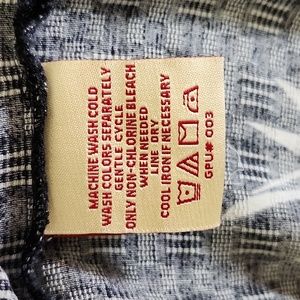 MACHINE WASH COLD
WASH COLORS SEPARATELY
GENTLE CYCLE
ONLY NON-CHLORINE BLEACH
WHEN NEEDED
LINE DRY
COOL IRON IF NECESSARY
GPU# 003